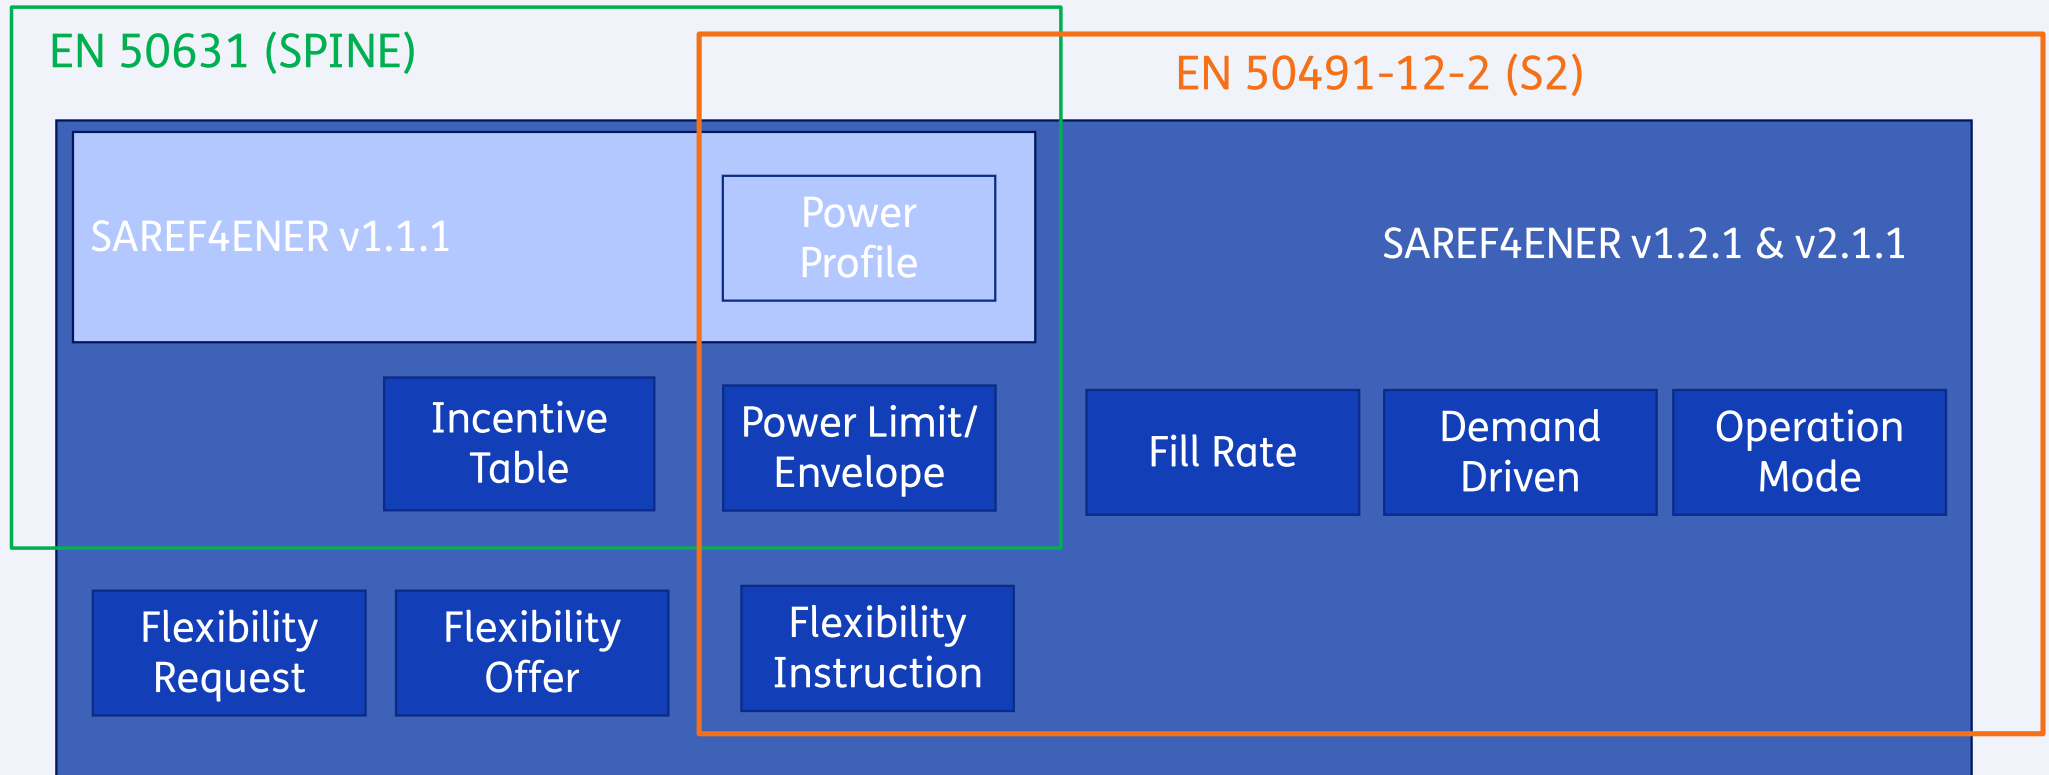 EN 50631 (SPINE)
EN 50491-12-2 (S2)
SAREF4ENER v1.1.1
Power
Profile
SAREF4ENER v1.2.1 & v2.1.1
Incentive
Table
Power Limit/
Envelope
Fill Rate
Demand
Driven
Operation
Mode
Flexibility
Request
Flexibility
Offer
Flexibility
Instruction